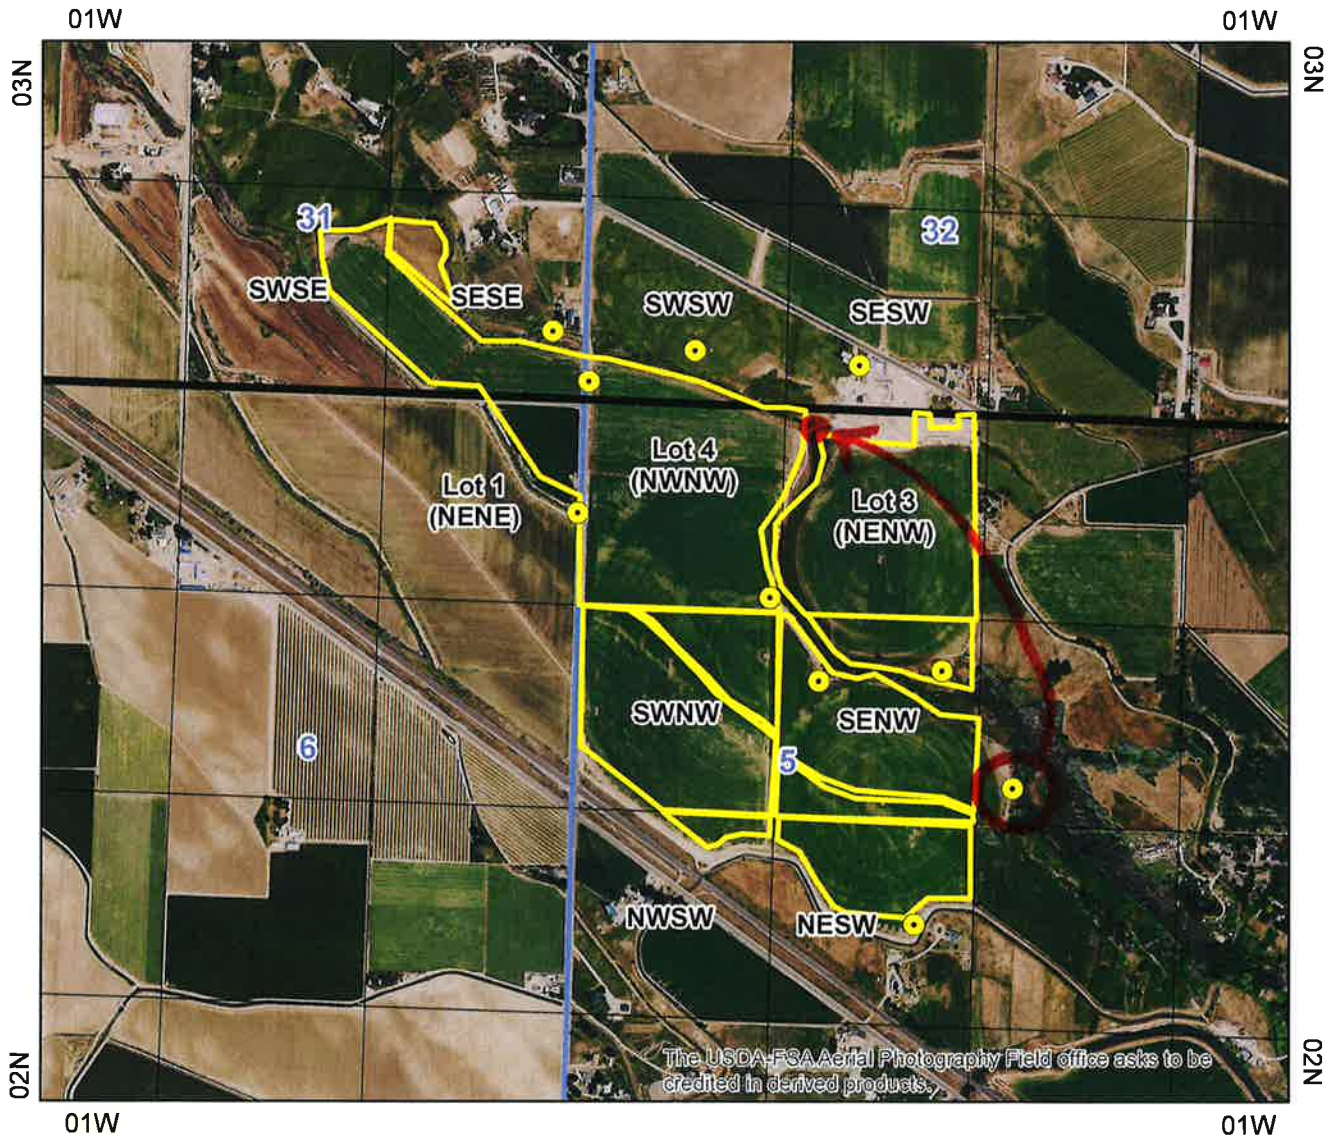 01W
01W
03N
03N
31
32
SWSE
SESE
SWSW
SESW
Lot 4
(NWNW)
Lot 1
(NENE)
Lot 3
(NENW)
SWNW
SENW
6
5
NWSW
NESW
The USDA-FSA Aerial Photography Field office asks to be
credited in derived products.
02N
02N
01W
01W